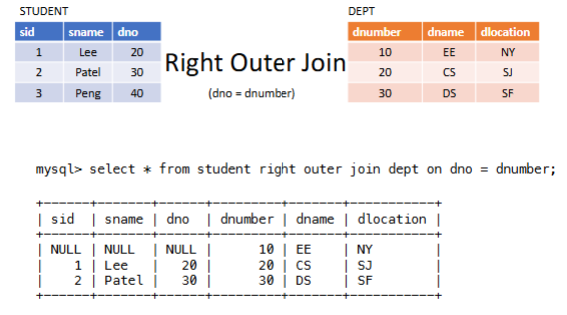 STUDENT DEPT
sid sname dno dnumber dname dlocation
1 Lee 20 10 EE NY
2 Patel 30 Right Outer Join 20 CS SJ
3 Peng 40 (dno = dnumber) 30 DS SF
mysql> select * from student right outer join dept on dno = dnumber;
+------+-------+------+---------+-------+-----------+
| sid | sname | dno | dnumber | dname | dlocation |
+------+-------+------+---------+-------+-----------+
| NULL | NULL | NULL | 10 | EE | NY |
| 1 | Lee | 20 | 20 | CS | SJ |
| 2 | Patel | 30 | 30 | DS | SF |
+------+-------+------+---------+-------+-----------+